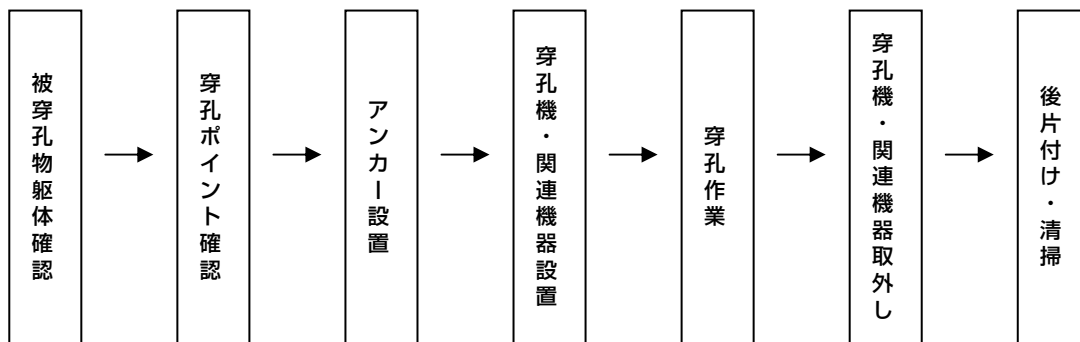 被穿孔物躯体確認
穿孔ポイント確認
アンカー設置
穿孔機・関連機器設置
穿孔作業
穿孔機・関連機器取外し
後片付け・清掃